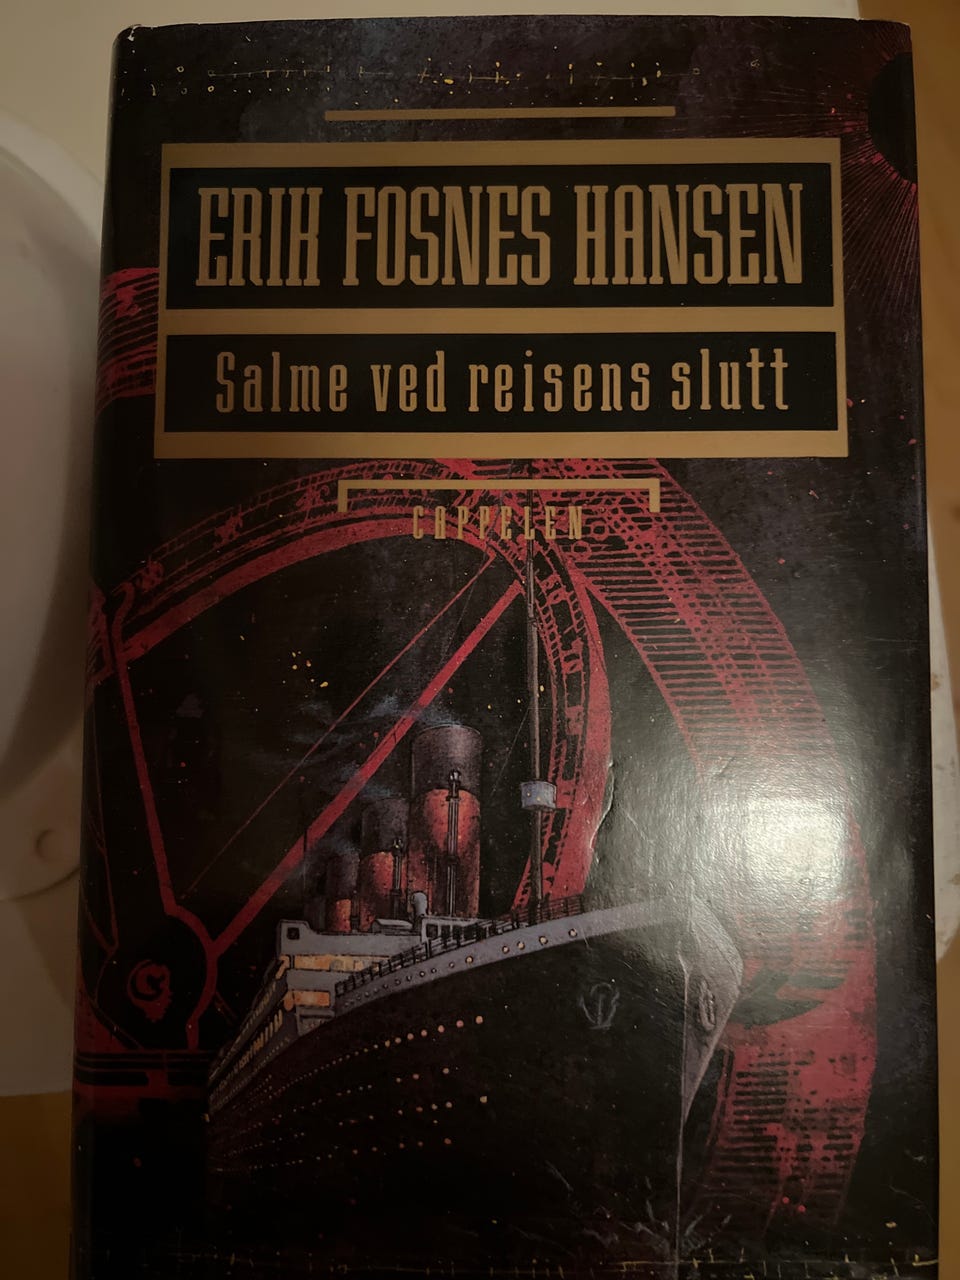 ERIK FOSNES HANSEN
Salme ved reisens slutt
CAPPELEN